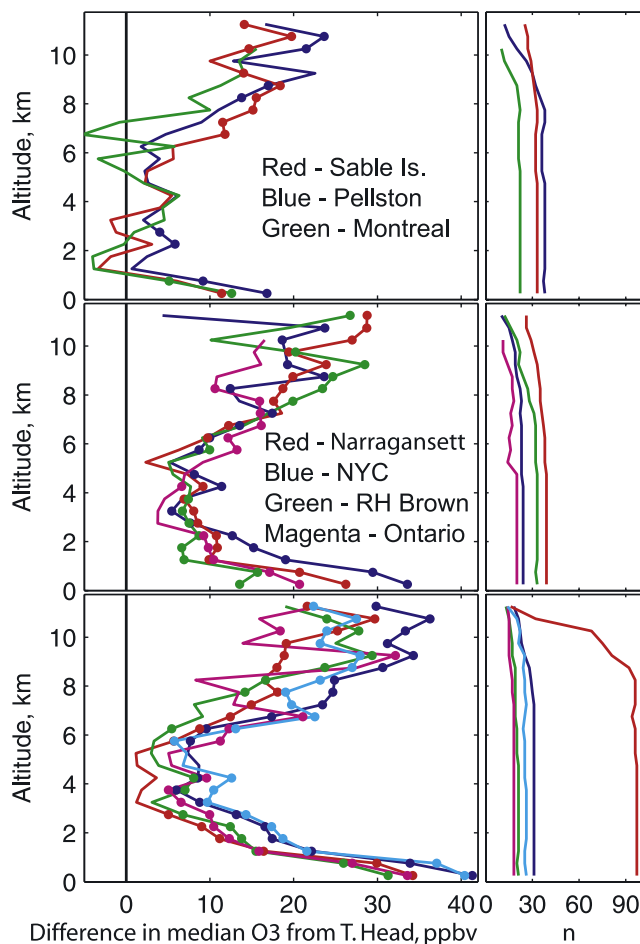 10
8
6
4
2
0
Altitude, km
Red - Sable Is.
Blue - Pellston
Green - Montreal
10
8
6
4
2
0
Altitude, km
Red - Narragansett
Blue - NYC
Green - RH Brown
Magenta - Ontario
10
8
6
4
2
0
Altitude, km
0 10 20 30 40 0 30 60 90
Difference in median O3 from T. Head, ppbv n